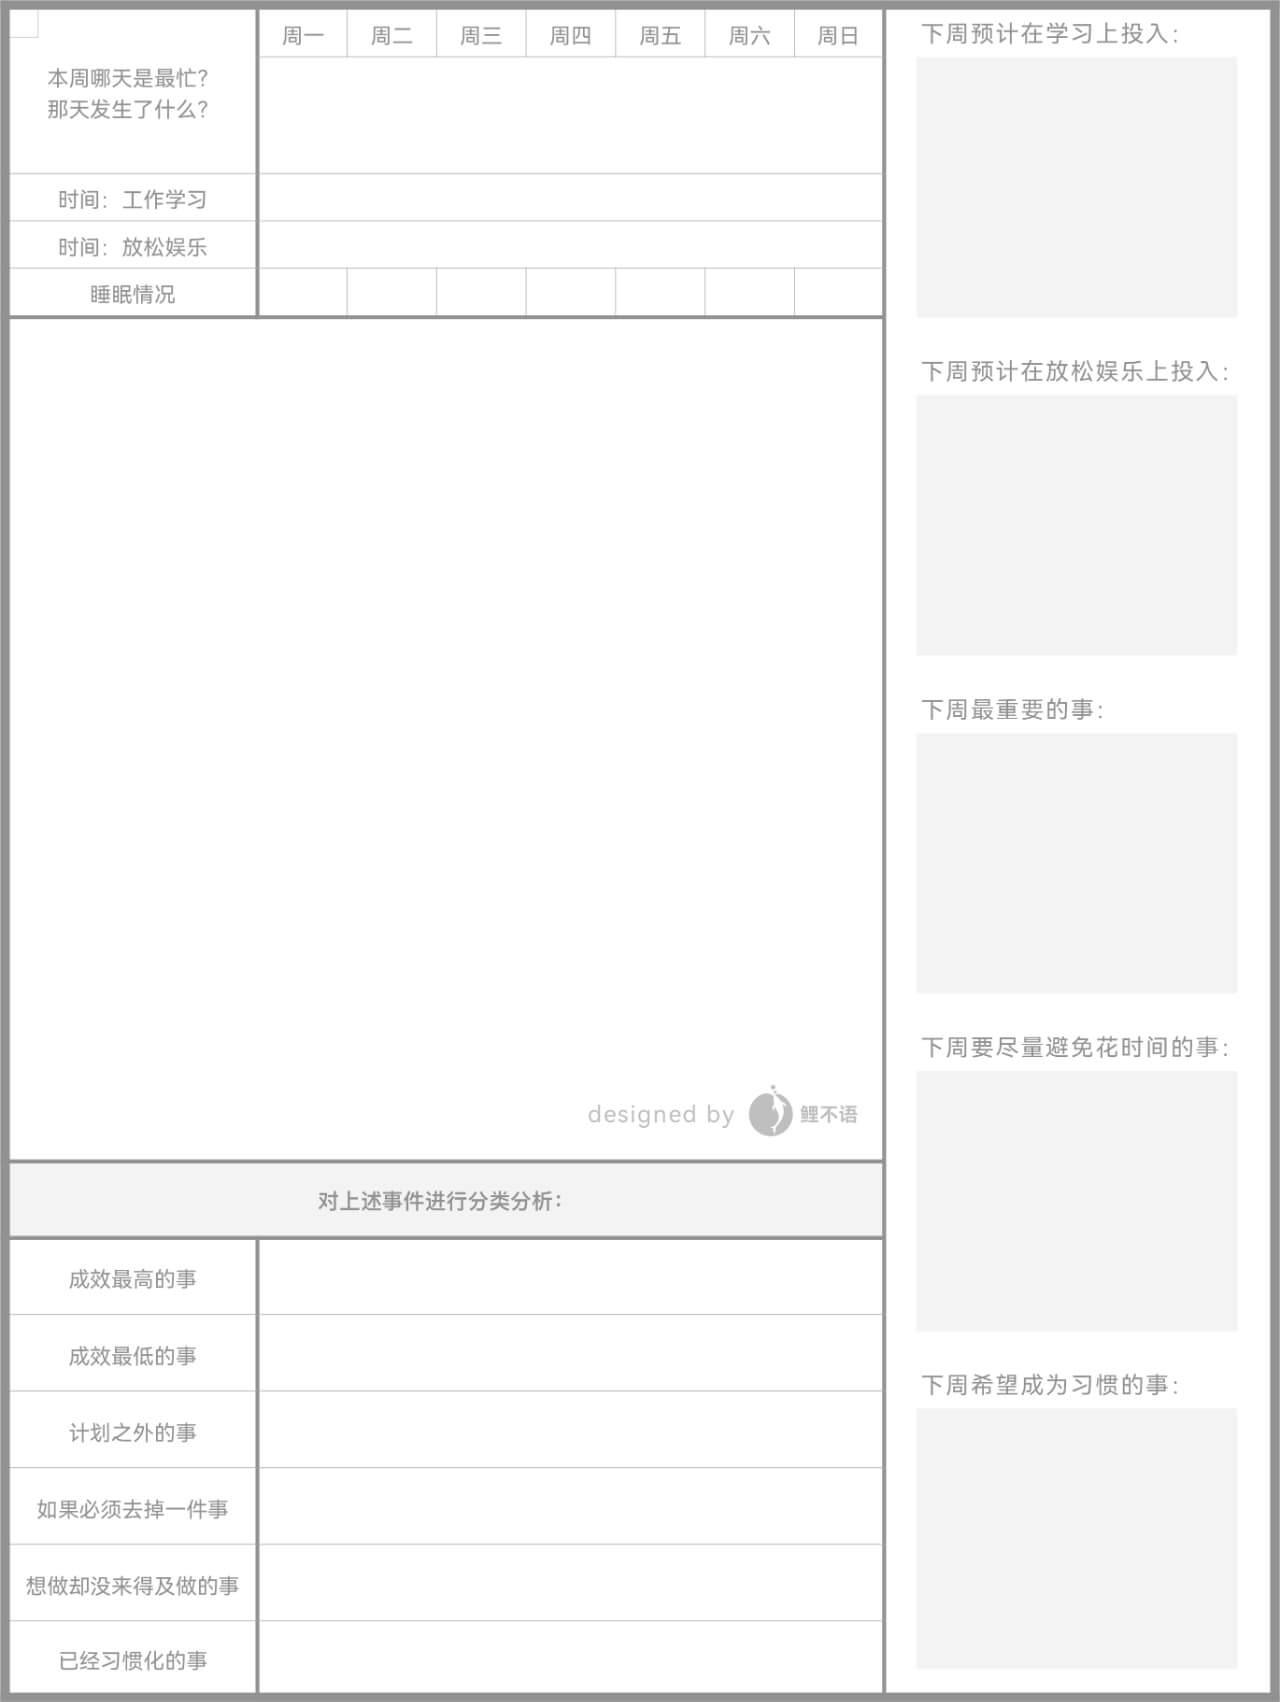 周一 周二 周三 周四 周五 周六 周日
本周哪天是最忙？
那天发生了什么？
时间：工作学习
时间：放松娱乐
睡眠情况
designed by 鲤不语
对上述事件进行分类分析：
成效最高的事
成效最低的事
计划之外的事
如果必须去掉一件事
想做却没来得及做的事
已经习惯化的事
下周预计在学习上投入：
下周预计在放松娱乐上投入：
下周最重要的事：
下周要尽量避免花时间的事：
下周希望成为习惯的事：